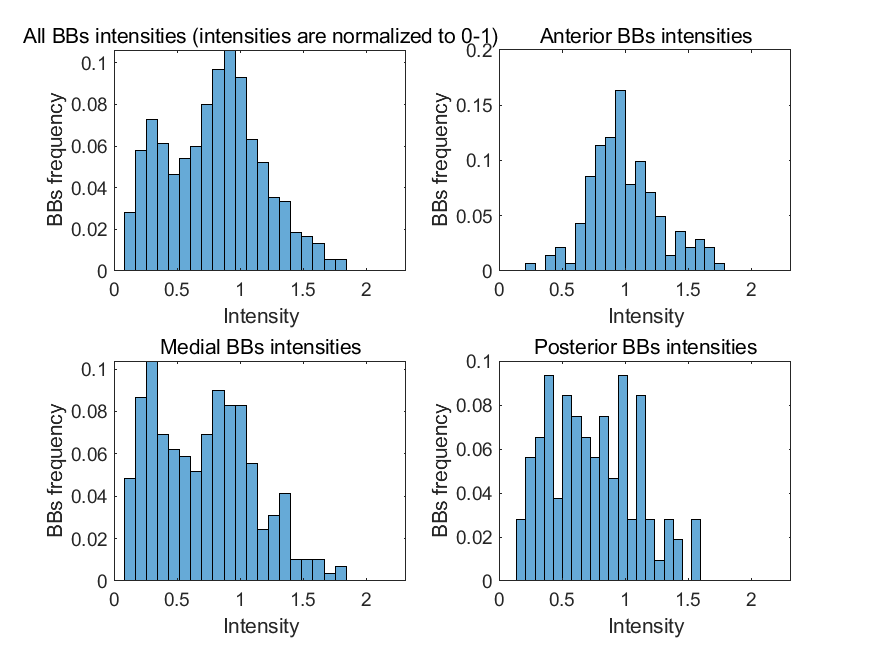 All BBs intensities (intensities are normalized to 0-1)
0.1
0.08
0.06
0.04
0.02
0
BBs frequency
0 0.5 1 1.5 2
Intensity
Anterior BBs intensities
0.2
0.15
0.1
0.05
0
BBs frequency
0 0.5 1 1.5 2
Intensity
Medial BBs intensities
0.1
0.08
0.06
0.04
0.02
0
BBs frequency
0 0.5 1 1.5 2
Intensity
Posterior BBs intensities
0.1
0.08
0.06
0.04
0.02
0
BBs frequency
0 0.5 1 1.5 2
Intensity